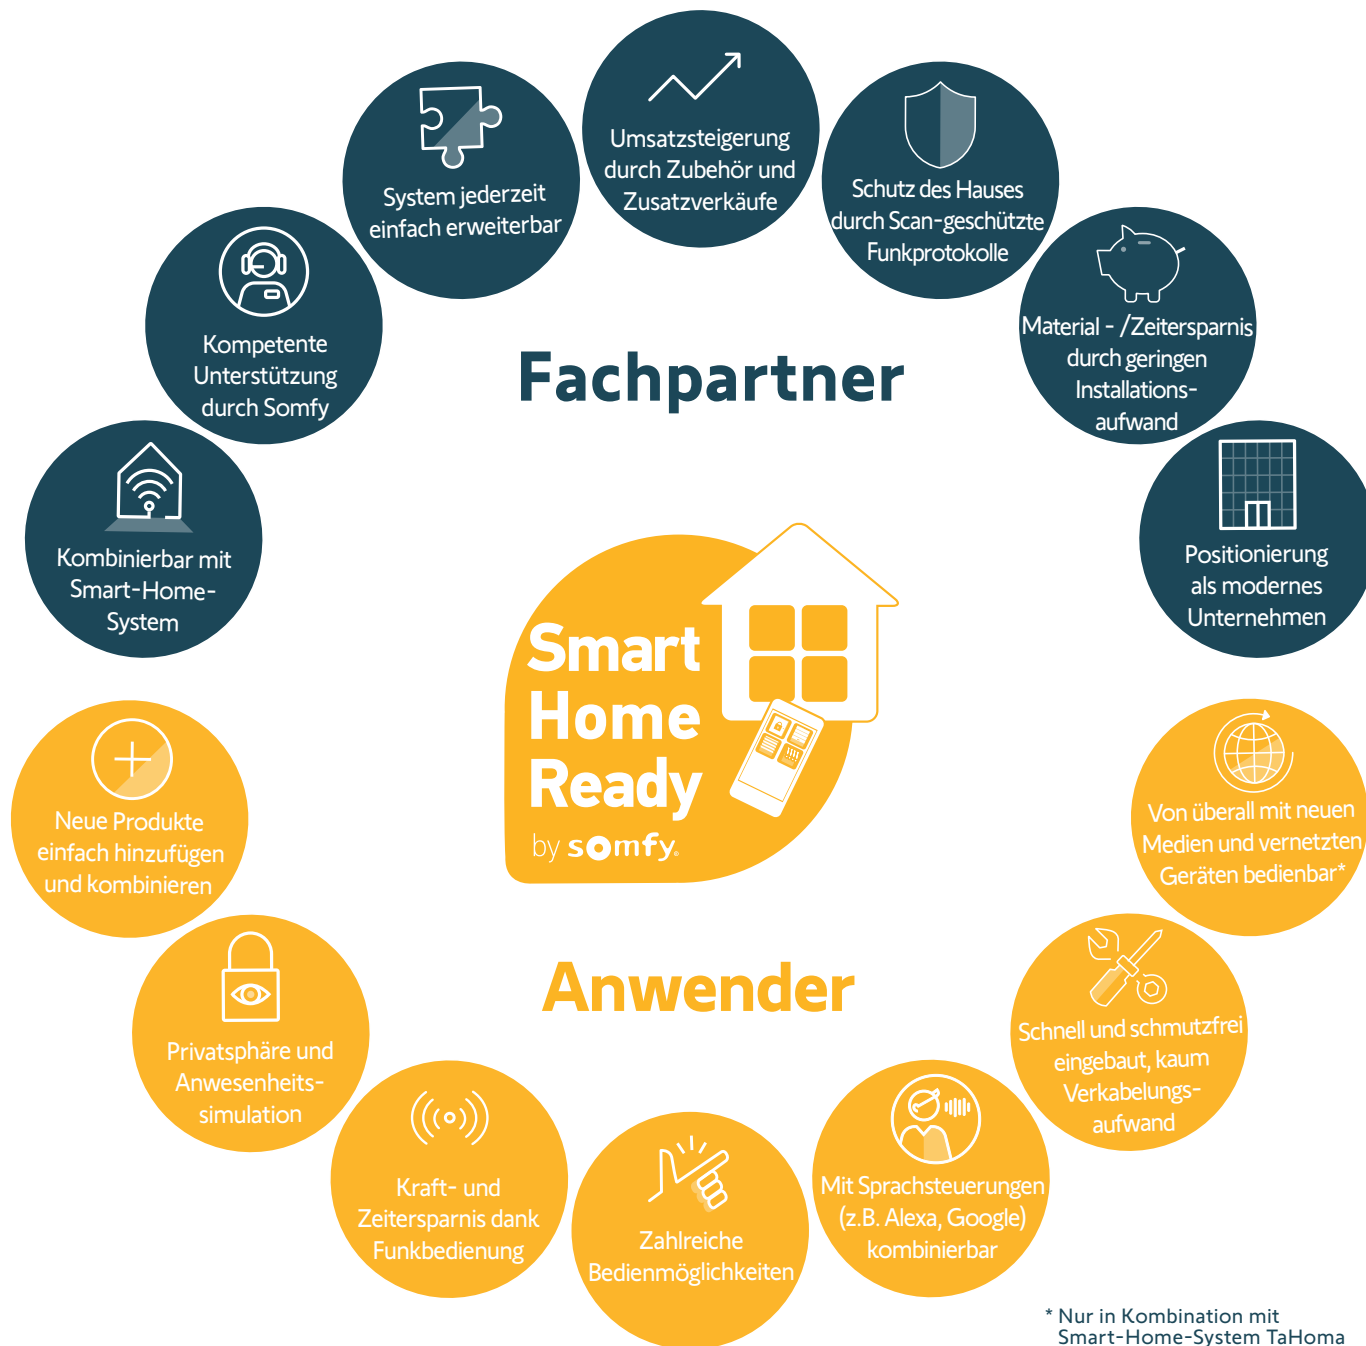 Umsatzsteigerung
durch Zubehör und
Zusatzverkäufe
System jederzeit
einfach erweiterbar
Schutz des Hauses
durch Scan-geschützte
Funkprotokolle
Kompetente
Unterstützung
durch Somfy
Material - /Zeitersparnis
durch geringen
Installations-
aufwand
Fachpartner
Kombinierbar mit
Smart-Home-
System
Positionierung
als modernes
Unternehmen
Smart
Home
Ready
by somfy.
Neue Produkte
einfach hinzufügen
und kombinieren
Von überall mit neuen
Medien und vernetzten
Geräten bedienbar*
Anwender
Privatsphäre und
Anwesenheits-
simulation
Schnell und schmutzfrei
eingebaut, kaum
Verkabelungs-
aufwand
Kraft- und
Zeitersparnis dank
Funkbedienung
Zahlreiche
Bedienmöglichkeiten
Mit Sprachsteuerungen
(z.B. Alexa, Google)
kombinierbar
* Nur in Kombination mit
Smart-Home-System TaHoma